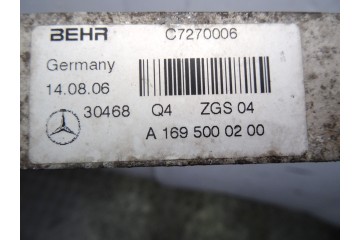 BEHR C7270006
Germany
14.08.06
30468 Q4 ZGS 04
A 169 500 02 00